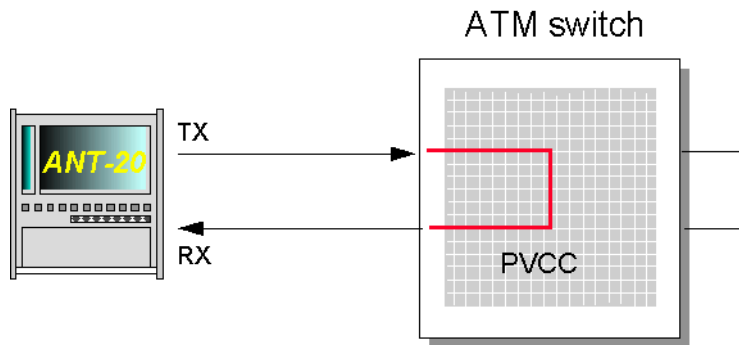 ATM switch
TX
ANT-20
RX
PVCC